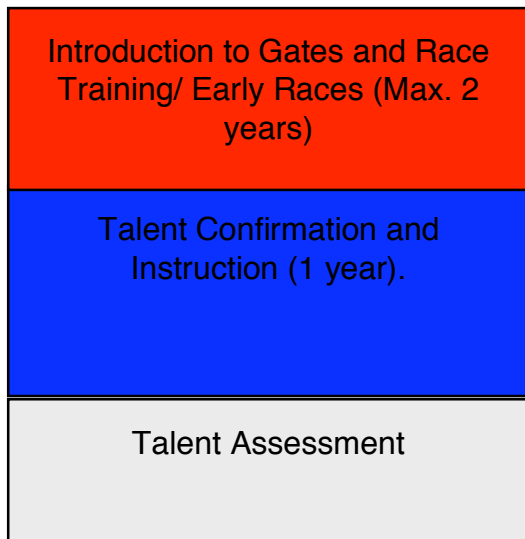 Introduction to Gates and Race
Training/ Early Races (Max. 2
years)
Talent Confirmation and
Instruction (1 year).
Talent Assessment